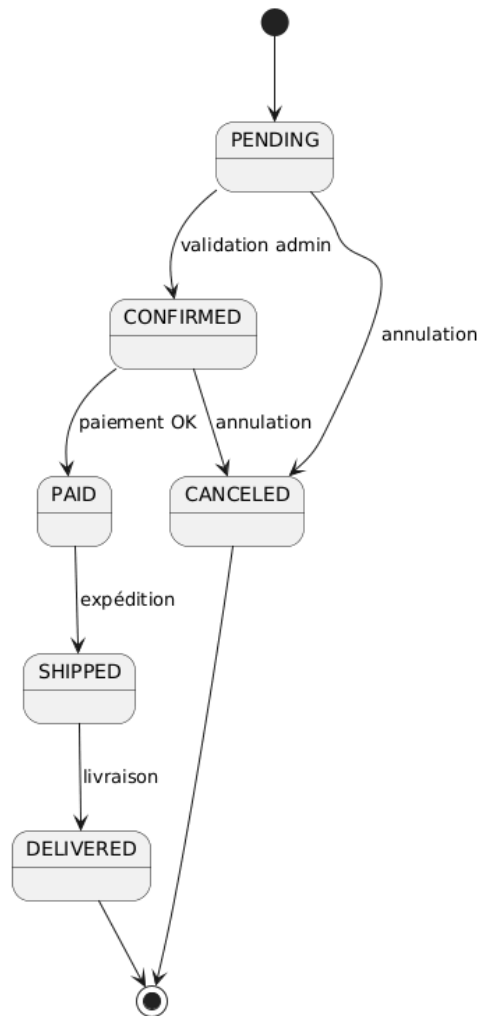 PENDING
validation admin
annulation
CONFIRMED
paiement OK
annulation
PAID
CANCELED
expédition
SHIPPED
livraison
DELIVERED